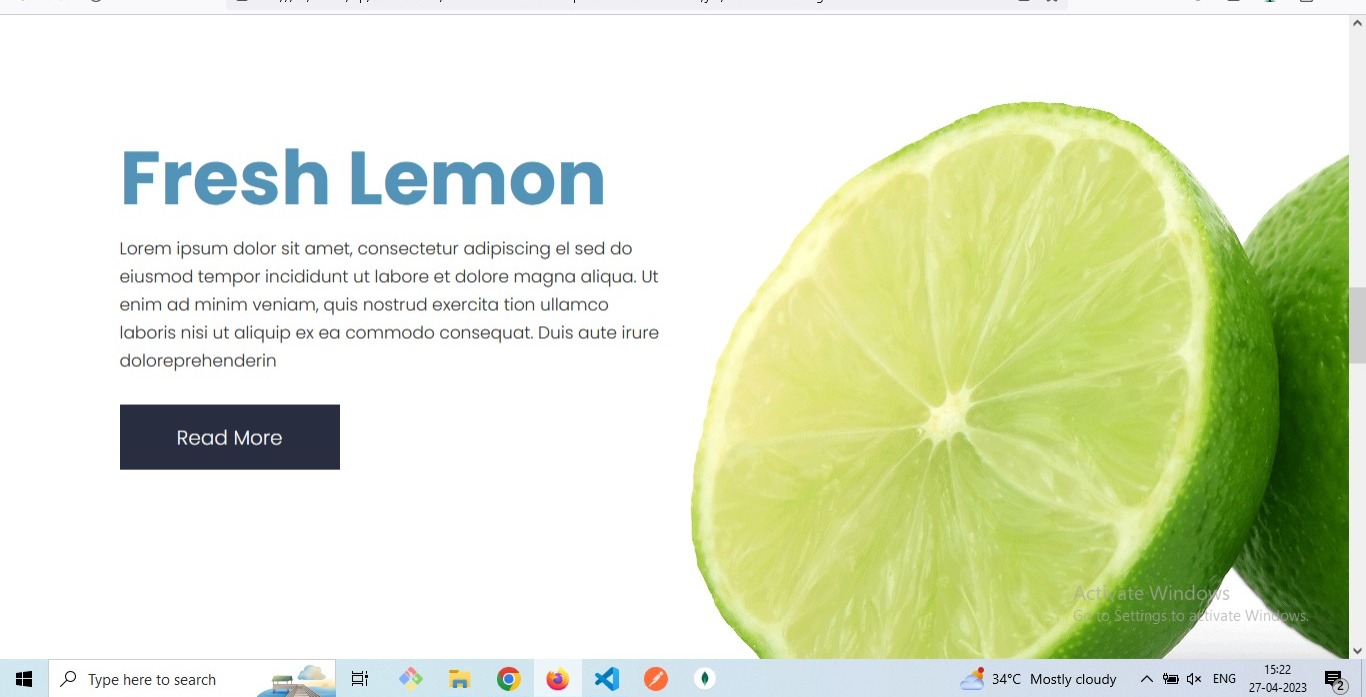 Fresh Lemon
Lorem ipsum dolor sit amet, consectetur adipiscing el sed do
eiusmod tempor incididunt ut labore et dolore magna aliqua. Ut
enim ad minim veniam, quis nostrud exercita tion ullamco
laboris nisi ut aliquip ex ea commodo consequat. Duis aute irure
doloreprehenderin
Read More
Activate Windows
Go to Settings to activate Windows.
Type here to search
34°C Mostly cloudy
ENG
15:22
27-04-2023
2